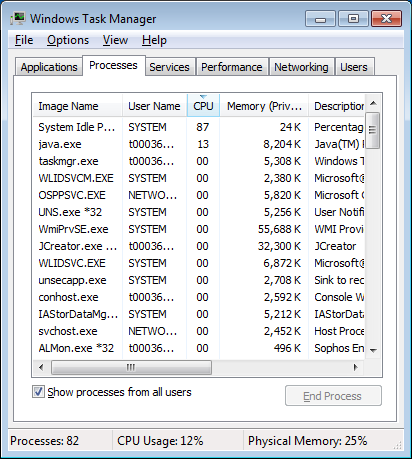 Windows Task Manager
File Options View Help
Applications Processes Services Performance Networking Users
Image Name User Name CPU Memory (Priv... Description
System Idle P... SYSTEM 87 24 K Percentag
java.exe t00036... 13 8,204 K Java(TM) I
taskmgr.exe t00036... 00 5,308 K Windows T
WLIDSVCM.EXE SYSTEM 00 2,380 K Microsoft®
OSPPSVC.EXE NETWO... 00 5,820 K Microsoft®
UNS.exe *32 SYSTEM 00 5,256 K User Notifi
WmiPrvSE.exe SYSTEM 00 55,688 K WMI Provi
JCreator.exe ... t00036... 00 32,300 K JCreator
WLIDSVC.EXE SYSTEM 00 6,872 K Microsoft®
unsecapp.exe SYSTEM 00 2,708 K Sink to rec
conhost.exe t00036... 00 2,592 K Console W
IAStorDataMg... SYSTEM 00 5,212 K IAStorData
svchost.exe NETWO... 00 2,452 K Host Proce
ALMon.exe *32 t00036... 00 496 K Sophos En
Show processes from all users End Process
Processes: 82 CPU Usage: 12% Physical Memory: 25%